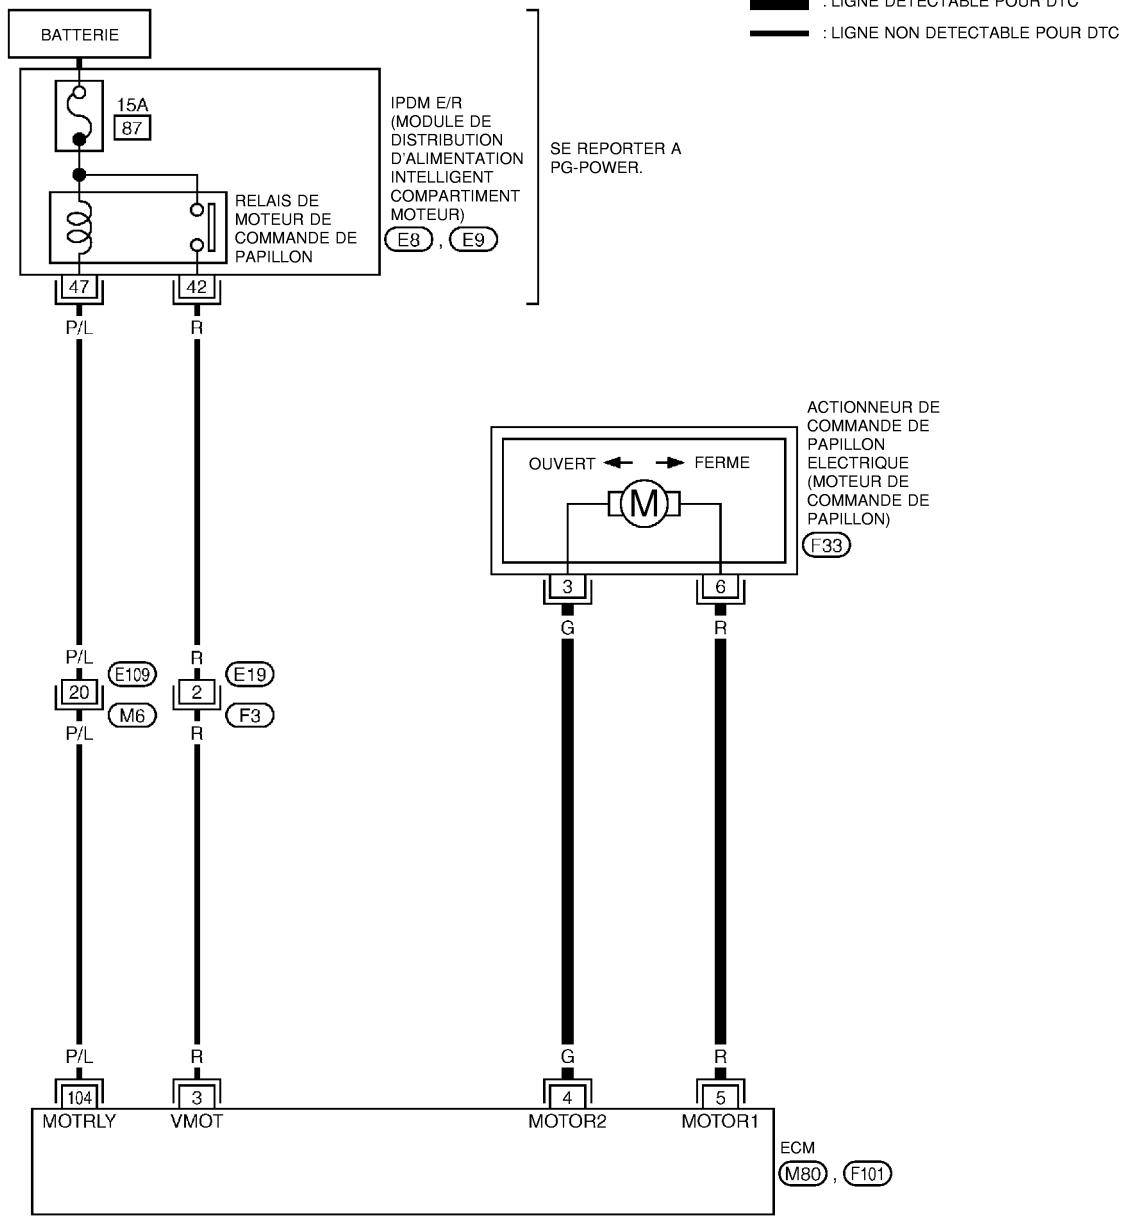 : LIGNE DETECTABLE POUR DTC
: LIGNE NON DETECTABLE POUR DTC
BATTERIE
15A
87
IPDM E/R
(MODULE DE
DISTRIBUTION
D'ALIMENTATION
INTELLIGENT
COMPARTIMENT
MOTEUR)
E8 , E9
SE REPORTER A
PG-POWER.
RELAIS DE
MOTEUR DE
COMMANDE DE
PAPILLON
47 42
P/L R
ACTIONNEUR DE
COMMANDE DE
PAPILLON
ELECTRIQUE
(MOTEUR DE
COMMANDE DE
PAPILLON)
F33
OUVERT FERME
M
3 6
G R
P/L R
E109 E19
20 2
M6 F3
P/L R
P/L R G R
104 3 4 5
MOTRLY VMOT MOTOR2 MOTOR1
ECM
M80 , F101